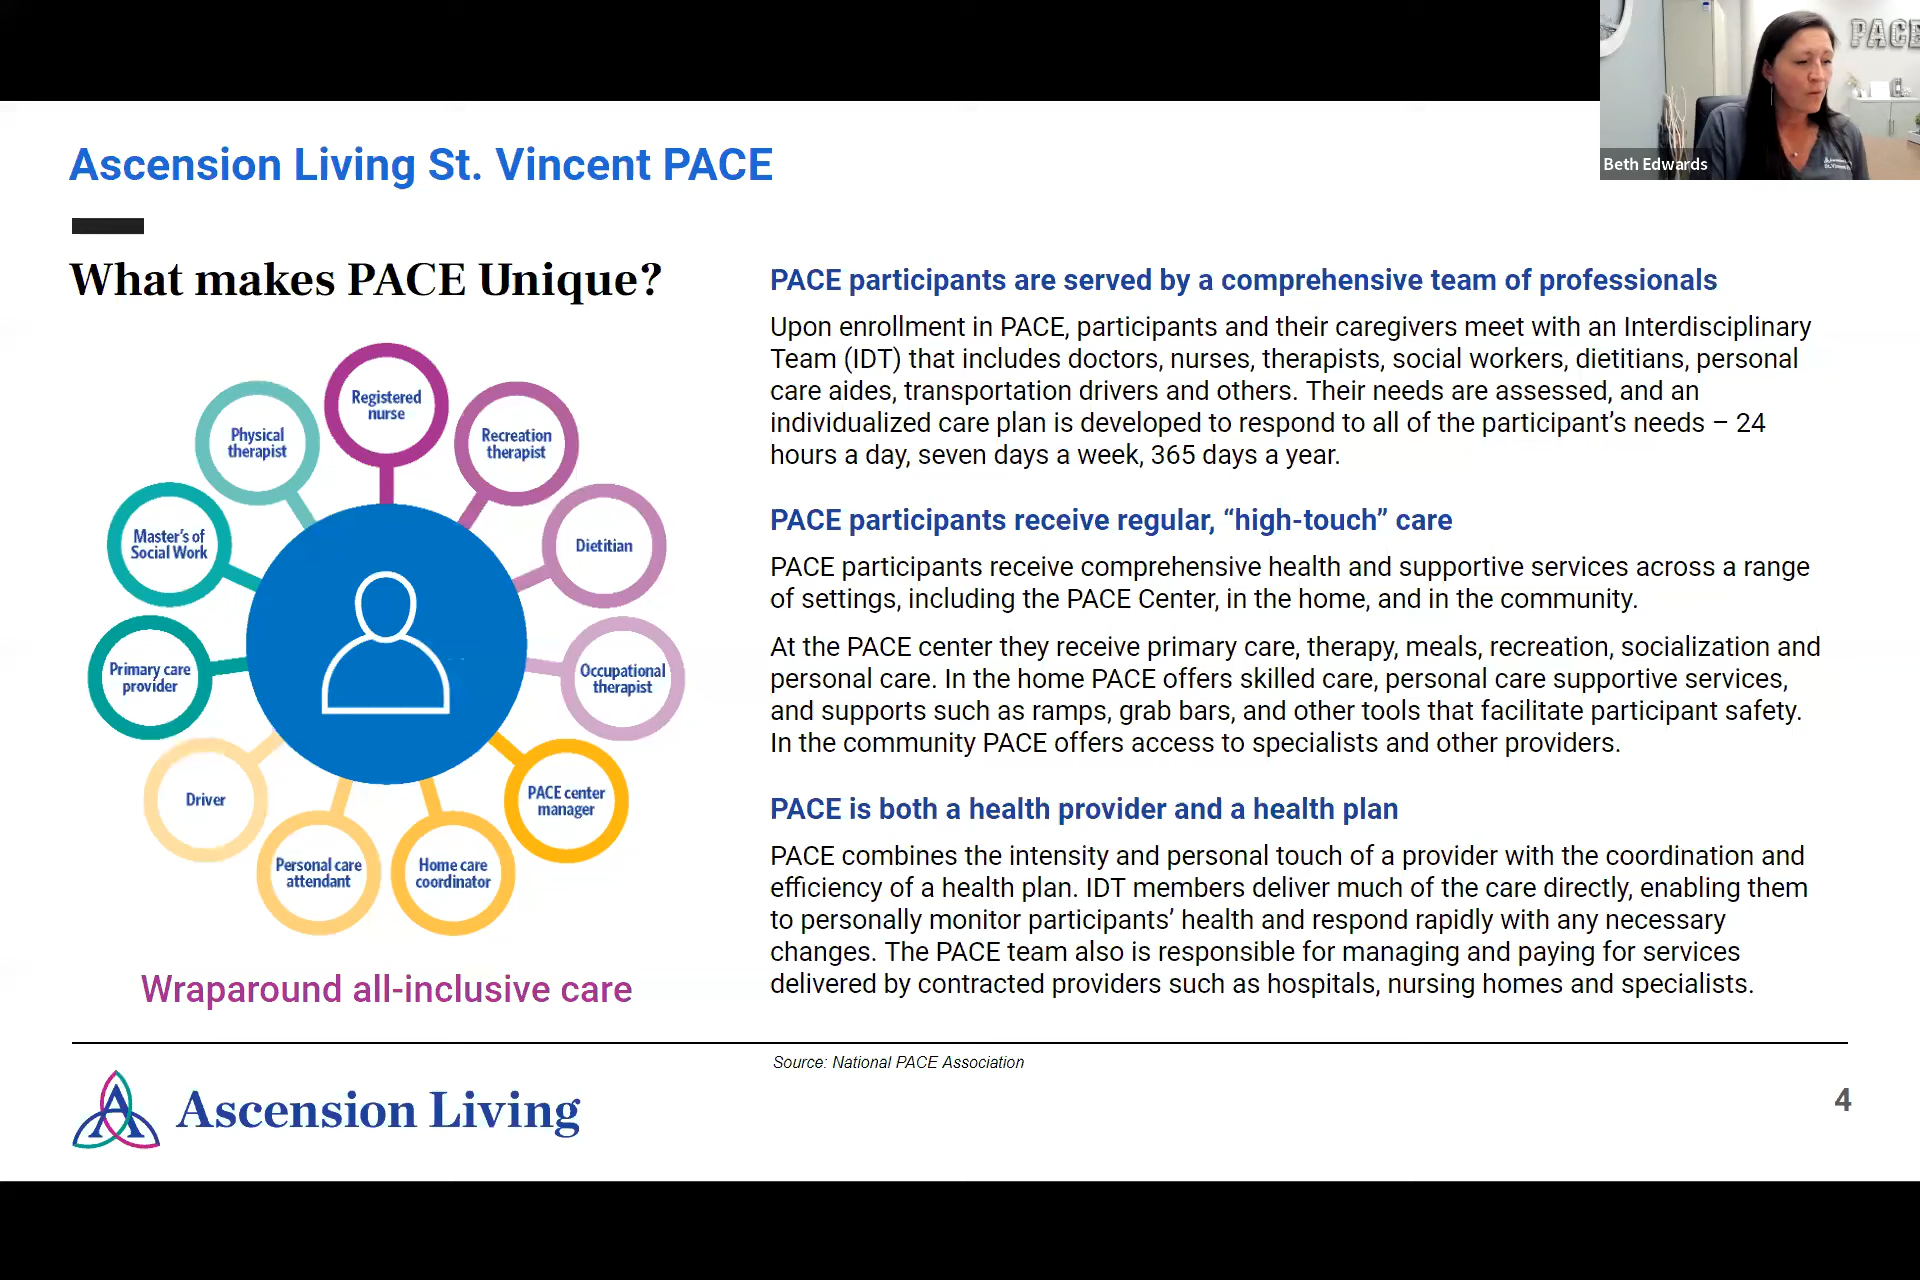 PACE
Beth Edwards
Ascension Living St. Vincent PACE
What makes PACE Unique?
Registered
nurse
Recreation
therapist
Dietitian
Occupational
therapist
PACE center
manager
Home care
coordinator
Personal care
attendant
Driver
Primary care
provider
Master's of
Social Work
Physical
therapist
Wraparound all-inclusive care
PACE participants are served by a comprehensive team of professionals
Upon enrollment in PACE, participants and their caregivers meet with an Interdisciplinary
Team (IDT) that includes doctors, nurses, therapists, social workers, dietitians, personal
care aides, transportation drivers and others. Their needs are assessed, and an
individualized care plan is developed to respond to all of the participant’s needs – 24
hours a day, seven days a week, 365 days a year.
PACE participants receive regular, “high-touch” care
PACE participants receive comprehensive health and supportive services across a range
of settings, including the PACE Center, in the home, and in the community.
At the PACE center they receive primary care, therapy, meals, recreation, socialization and
personal care. In the home PACE offers skilled care, personal care supportive services,
and supports such as ramps, grab bars, and other tools that facilitate participant safety.
In the community PACE offers access to specialists and other providers.
PACE is both a health provider and a health plan
PACE combines the intensity and personal touch of a provider with the coordination and
efficiency of a health plan. IDT members deliver much of the care directly, enabling them
to personally monitor participants’ health and respond rapidly with any necessary
changes. The PACE team also is responsible for managing and paying for services
delivered by contracted providers such as hospitals, nursing homes and specialists.
Source: National PACE Association
Ascension Living
4